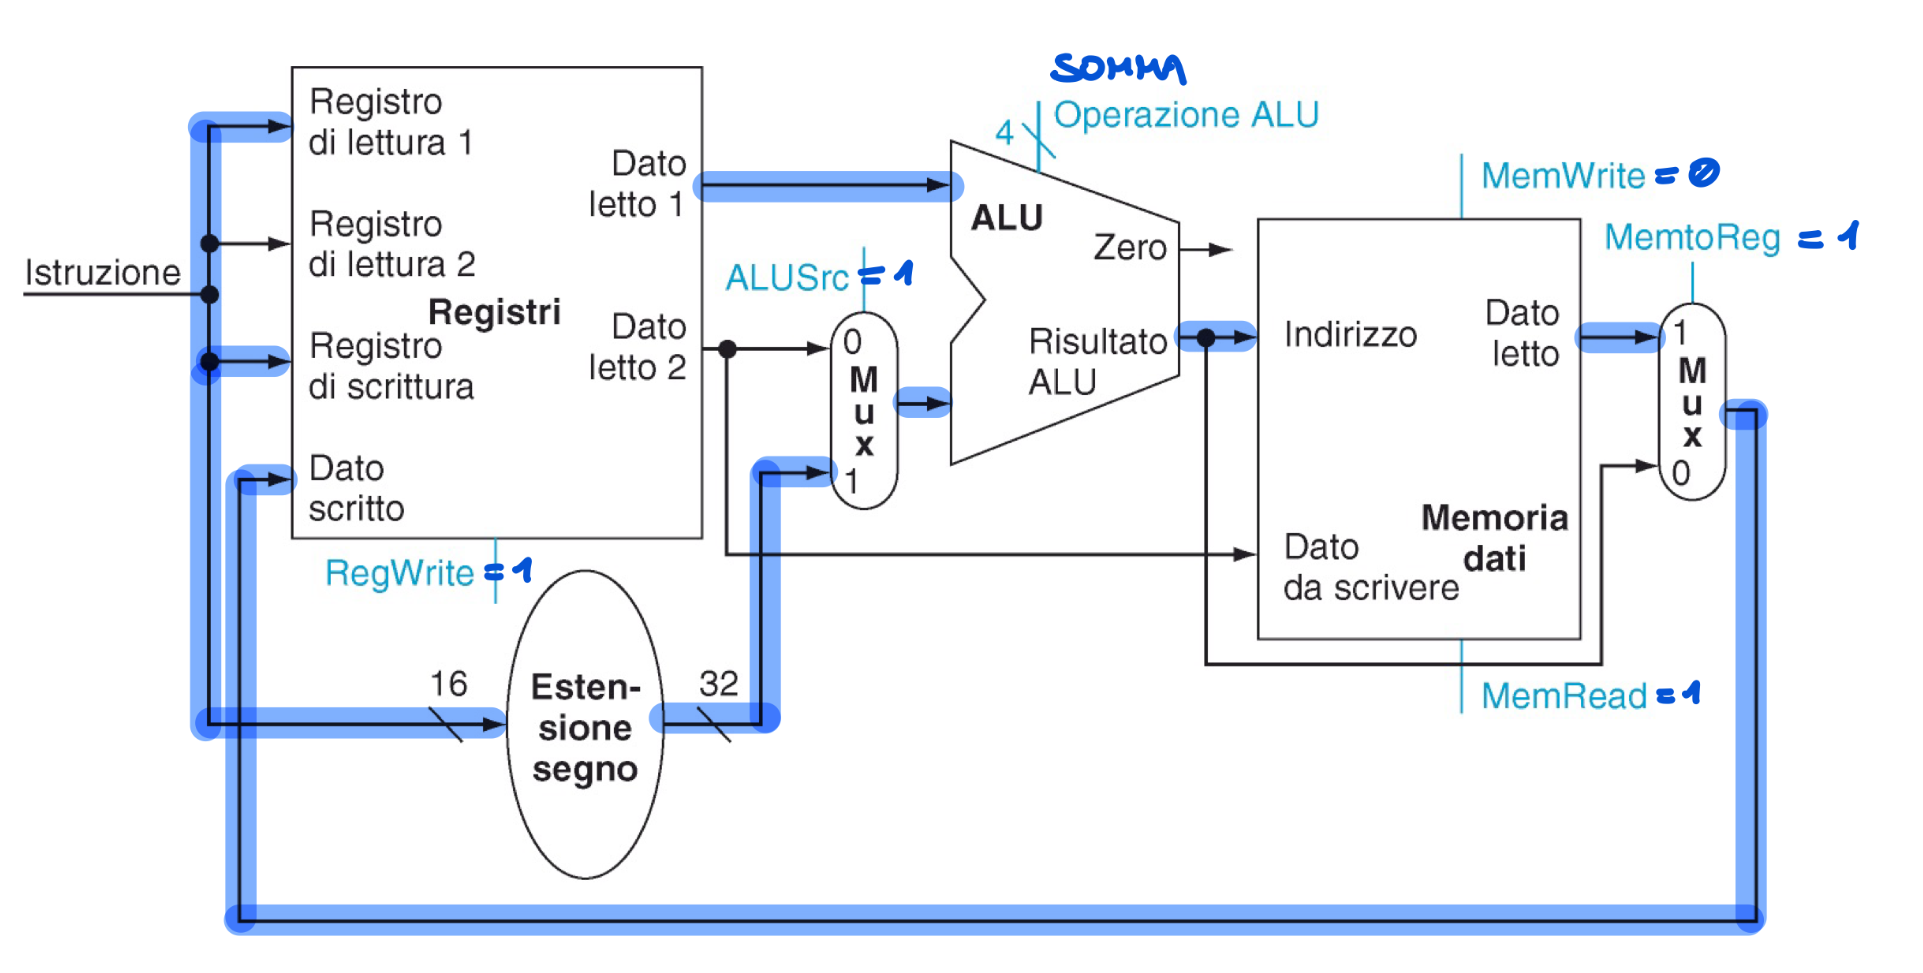 SOMMA
Registro
di lettura 1
Registro
di lettura 2
Istruzione
Registri
Registro
di scrittura
Dato
scritto
Dato
letto 1
Dato
letto 2
RegWrite = 1
16
Esten-
sione
segno
32
ALUSrc = 1
0
M
u
x
1
4
Operazione ALU
ALU
Zero
Risultato
ALU
MemWrite = 0
MemtoReg = 1
Indirizzo
Dato
letto
Dato
da scrivere
Memoria
dati
MemRead = 1
1
M
u
x
0